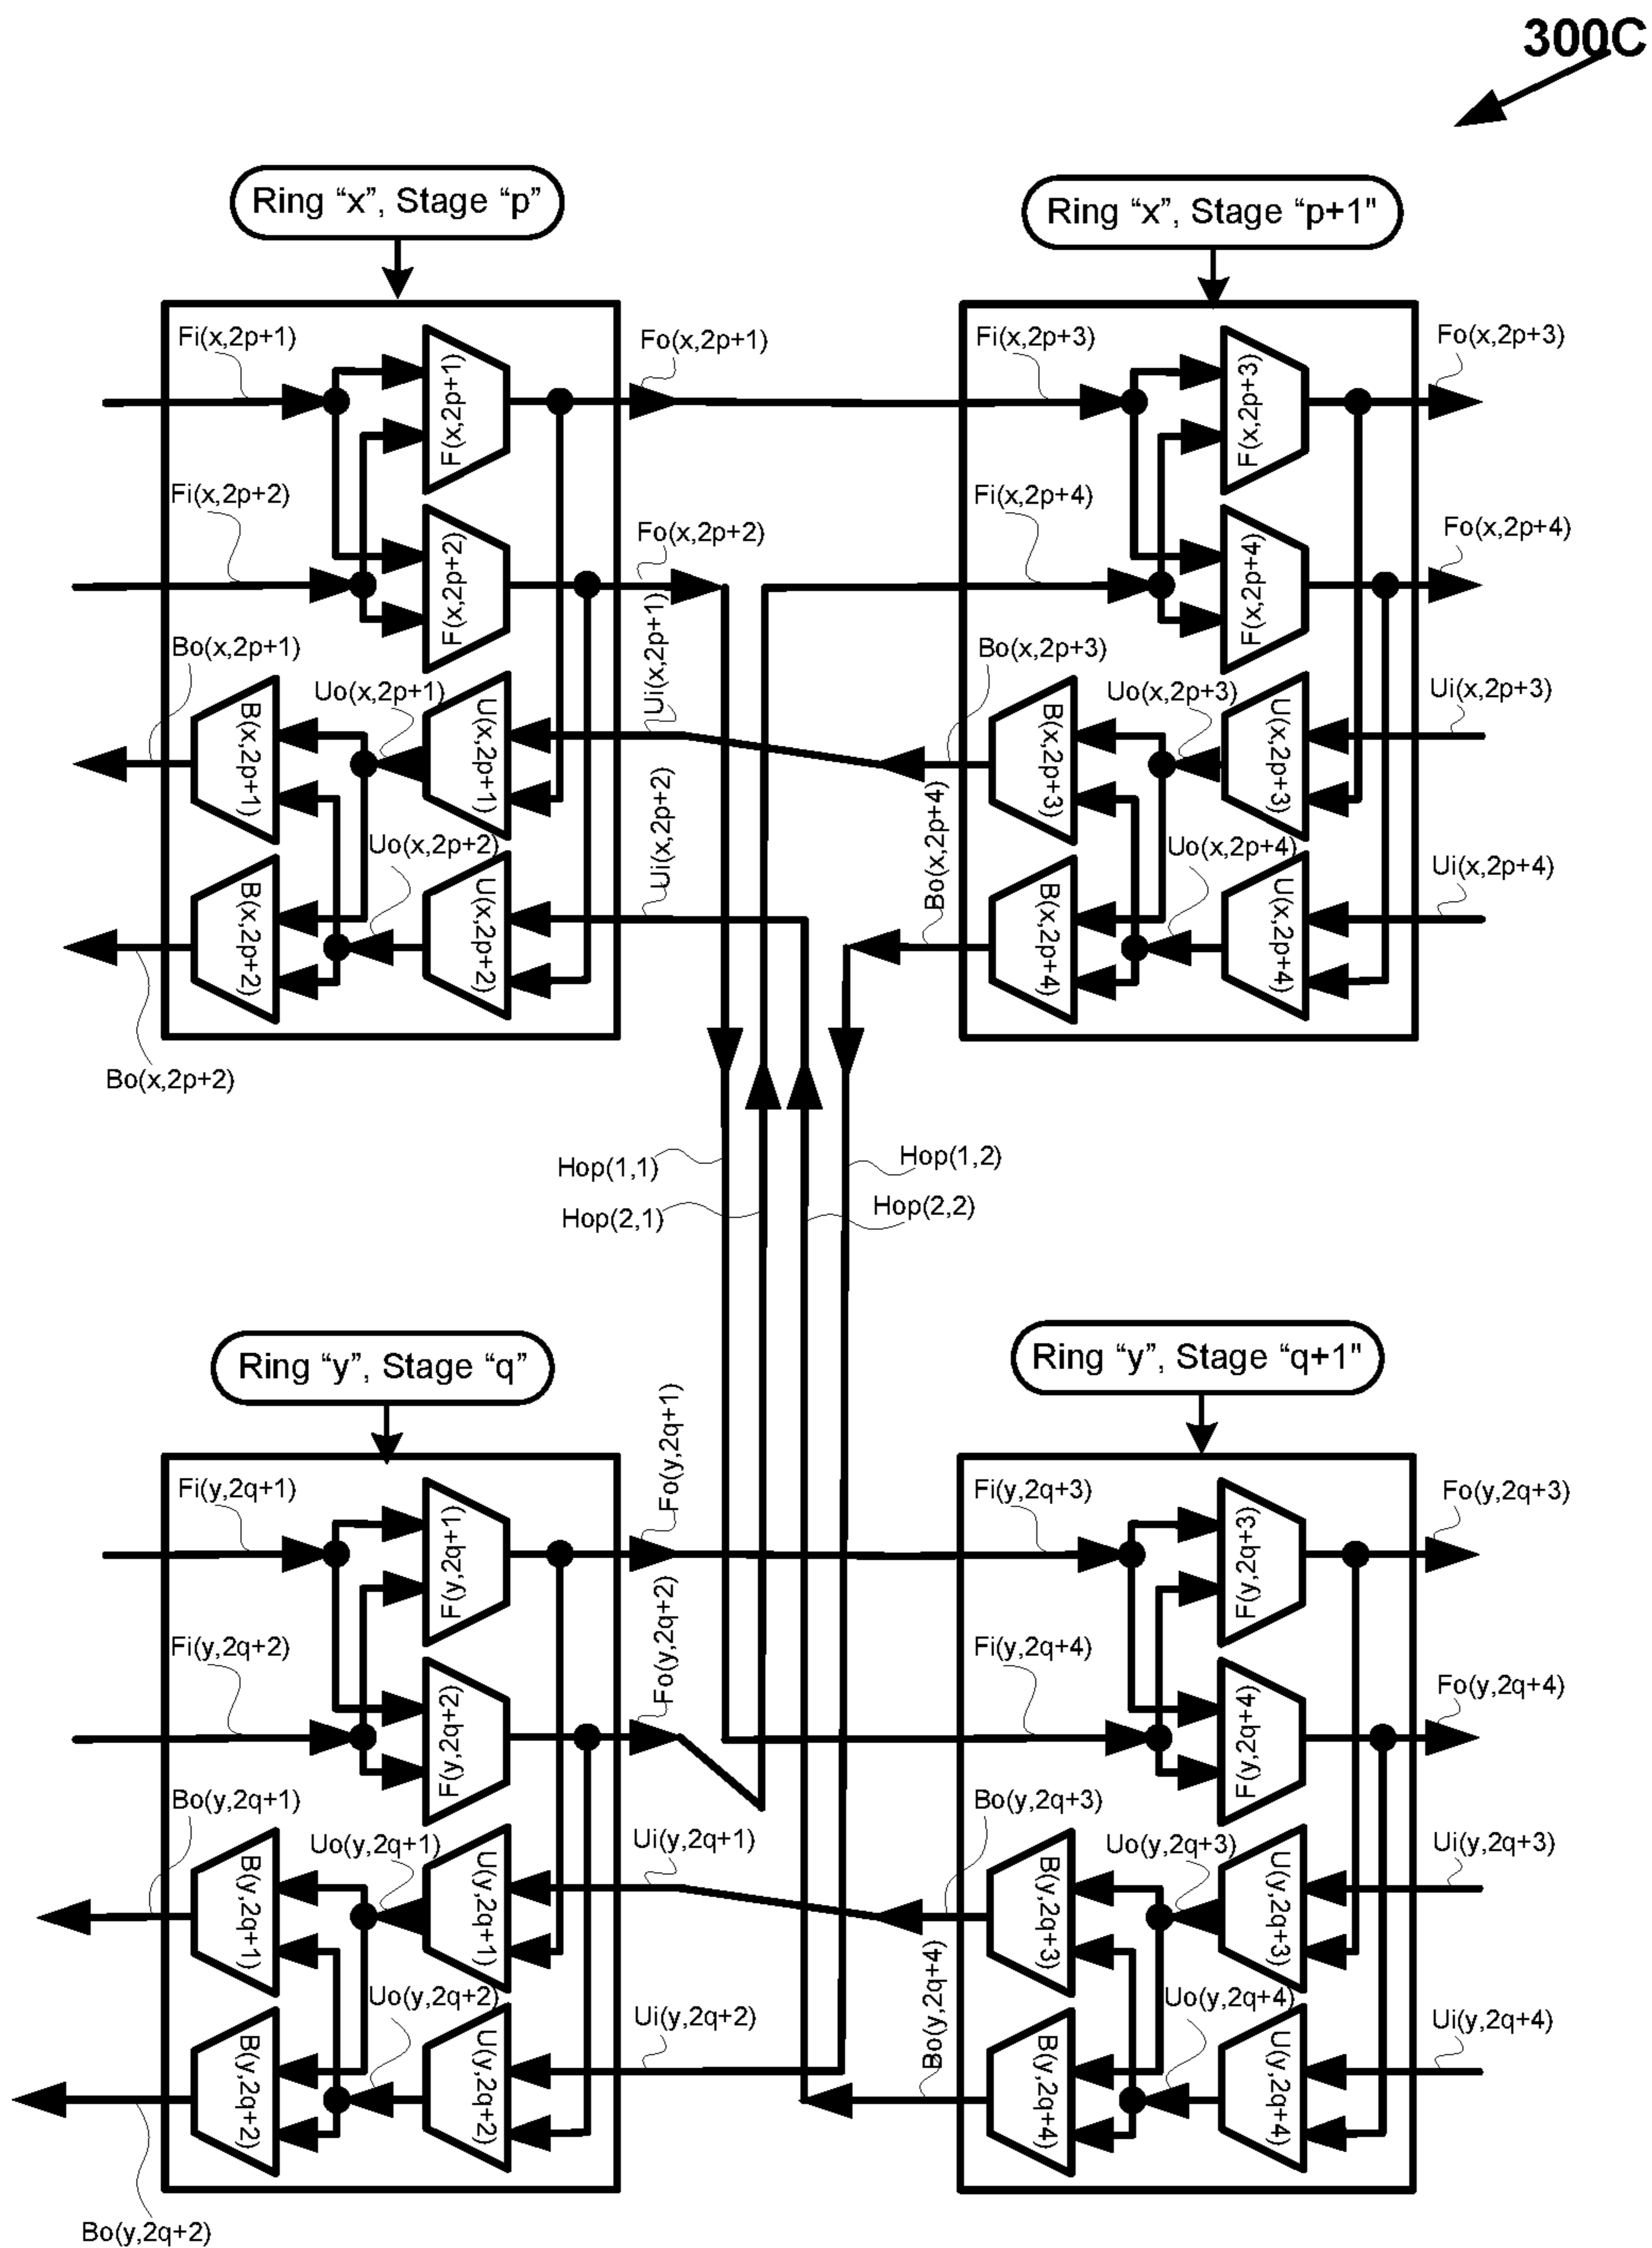 300C
Ring “x”, Stage “p”
Ring “x”, Stage “p+1"
Fi(x,2p+1)
F(x,2p+1)
Fo(x,2p+1)
Fi(x,2p+3)
F(x,2p+3)
Fo(x,2p+3)
Fi(x,2p+2)
F(x,2p+2)
Fo(x,2p+2)
Fi(x,2p+4)
F(x,2p+4)
Fo(x,2p+4)
Bo(x,2p+1)
B(x,2p+1)
Uo(x,2p+1)
U(x,2p+1)
Ui(x,2p+1)
Bo(x,2p+3)
B(x,2p+3)
Uo(x,2p+3)
U(x,2p+3)
Ui(x,2p+3)
B(x,2p+2)
Uo(x,2p+2)
U(x,2p+2)
Ui(x,2p+2)
Bo(x,2p+4)
B(x,2p+4)
Uo(x,2p+4)
U(x,2p+4)
Ui(x,2p+4)
Bo(x,2p+2)
Hop(1,1)
Hop(1,2)
Hop(2,1)
Hop(2,2)
Ring “y”, Stage “q”
Ring “y”, Stage “q+1"
Fi(y,2q+1)
F(y,2q+1)
Fo(y,2q+1)
Fi(y,2q+3)
F(y,2q+3)
Fo(y,2q+3)
Fi(y,2q+2)
F(y,2q+2)
Fo(y,2q+2)
Fi(y,2q+4)
F(y,2q+4)
Fo(y,2q+4)
Bo(y,2q+1)
B(y,2q+1)
Uo(y,2q+1)
U(y,2q+1)
Ui(y,2q+1)
Bo(y,2q+3)
B(y,2q+3)
Uo(y,2q+3)
U(y,2q+3)
Ui(y,2q+3)
B(y,2q+2)
Uo(y,2q+2)
U(y,2q+2)
Ui(y,2q+2)
Bo(y,2q+4)
B(y,2q+4)
Uo(y,2q+4)
U(y,2q+4)
Ui(y,2q+4)
Bo(y,2q+2)